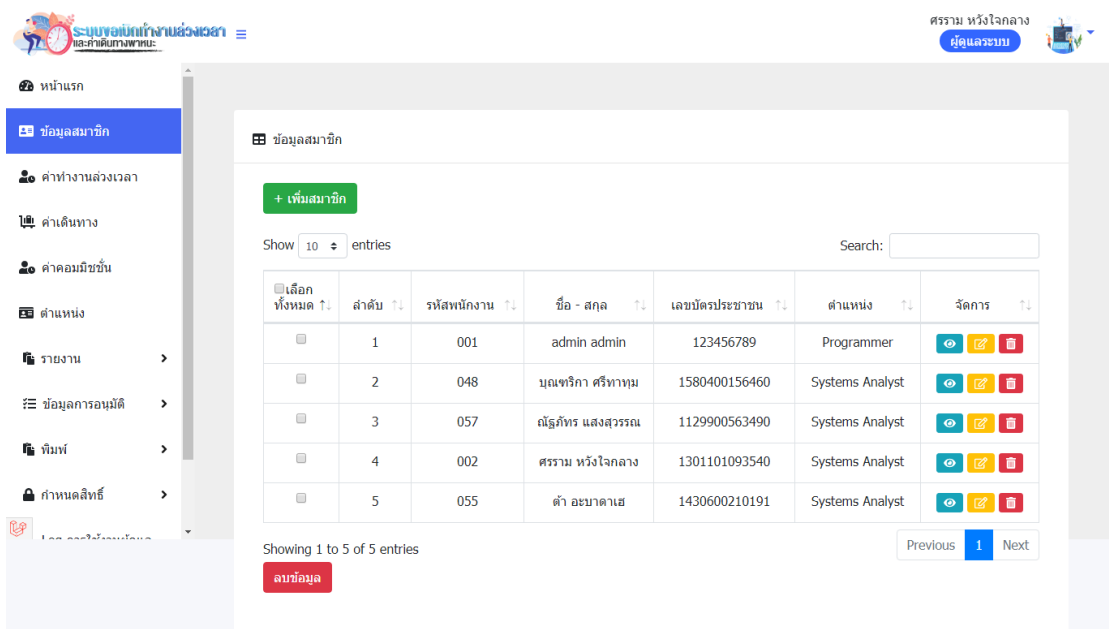 ระบบขอเบิกทำงานล่วงเวลา
และค่าเดินทางพาหนะ
ศรราม หวังใจกลาง
ผู้ดูแลระบบ
หน้าแรก
ข้อมูลสมาชิก
ค่าทำงานล่วงเวลา
ค่าเดินทาง
ค่าคอมมิชชั่น
ตำแหน่ง
รายงาน
ข้อมูลการอนุมัติ
พิมพ์
กำหนดสิทธิ์
ข้อมูลสมาชิก
+ เพิ่มสมาชิก
Show 10 entries
Search:
เลือก
ทั้งหมด ลำดับ รหัสพนักงาน ชื่อ - สกุล เลขบัตรประชาชน ตำแหน่ง จัดการ
1 001 admin admin 123456789 Programmer
2 048 บุณฑริกา ศรีทาทุม 1580400156460 Systems Analyst
3 057 ณัฐภัทร แสงสุวรรณ 1129900563490 Systems Analyst
4 002 ศรราม หวังใจกลาง 1301101093540 Systems Analyst
5 055 ต้า อะบาดาเฮ 1430600210191 Systems Analyst
Showing 1 to 5 of 5 entries
Previous 1 Next
ลบข้อมูล